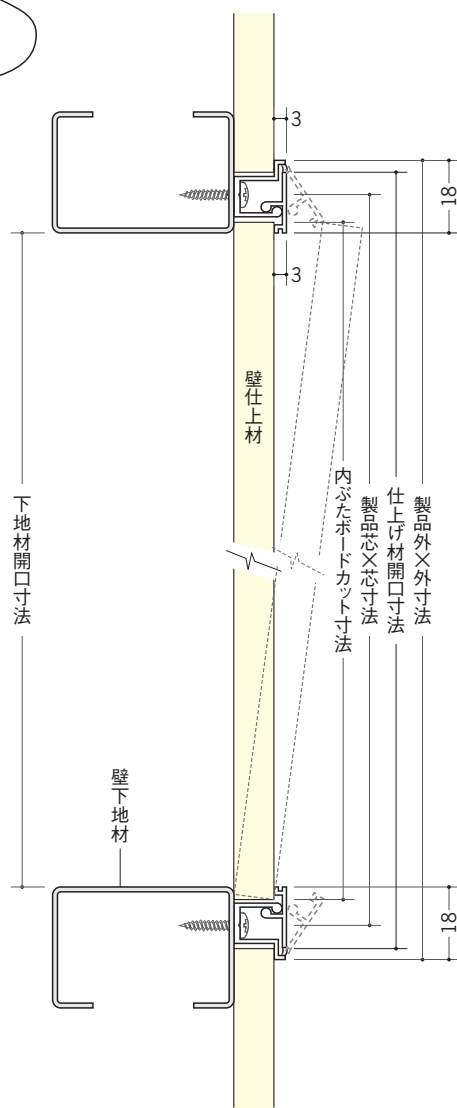 3
18
3
壁仕上材
下地材開口寸法
内ぶたボードカット寸法
製品芯×芯寸法
仕上げ材開口寸法
製品外×外寸法
壁下地材
18